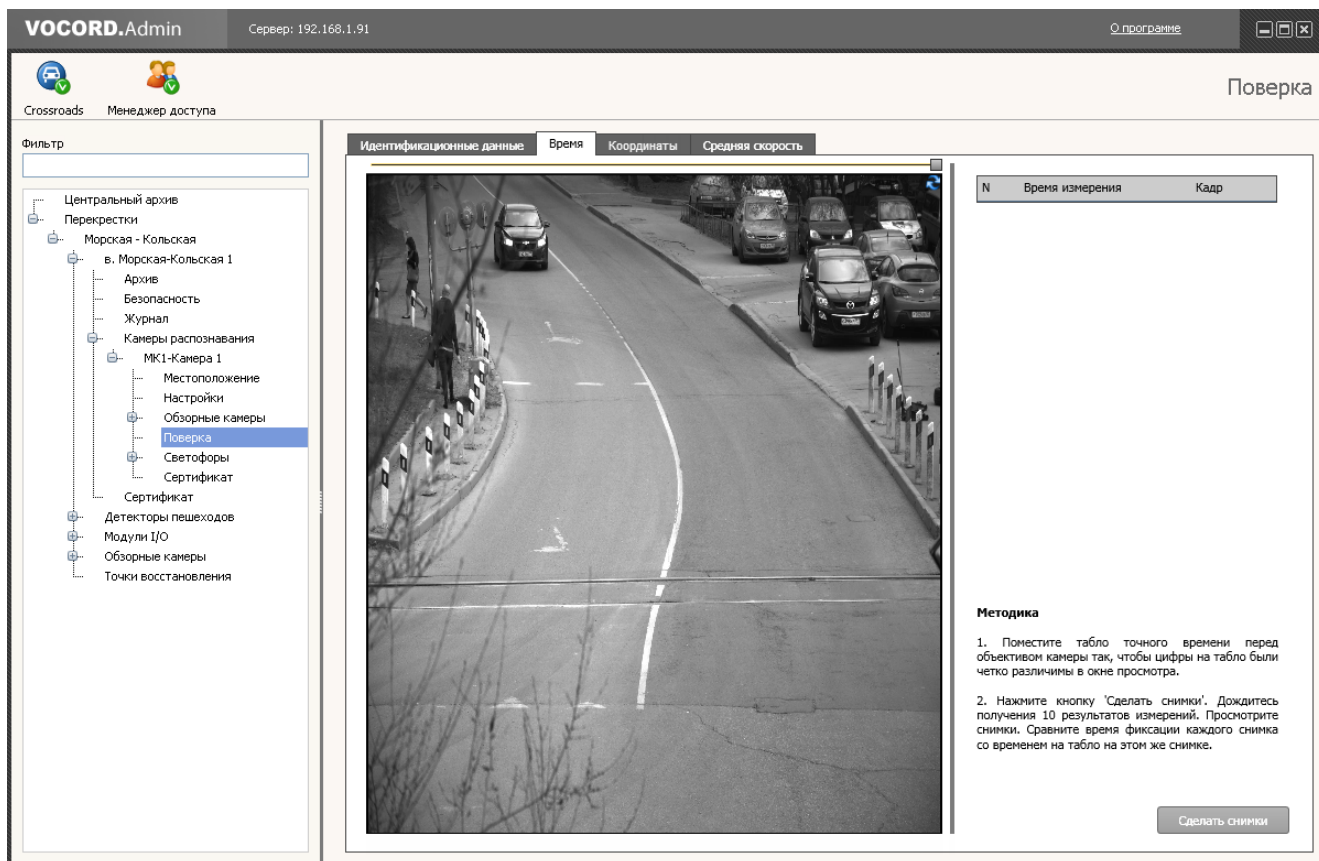 VOCORD.Admin
Сервер: 192.168.1.91
О программе
Crossroads
Менеджер доступа
Поверка
Фильтр
Центральный архив
Перекрестки
Морская - Кольская
в. Морская-Кольская 1
Архив
Безопасность
Журнал
Камеры распознавания
МК1-Камера 1
Местоположение
Настройки
Обзорные камеры
Поверка
Светофоры
Сертификат
Сертификат
Детекторы пешеходов
Модули I/O
Обзорные камеры
Точки восстановления
Идентификационные данные
Время
Координаты
Средняя скорость
N Время измерения Кадр
Методика
1. Поместите табло точного времени перед
объективом камеры так, чтобы цифры на табло были
четко различимы в окне просмотра.
2. Нажмите кнопку 'Сделать снимки'. Дождитесь
получения 10 результатов измерений. Просмотрите
снимки. Сравните время фиксации каждого снимка
со временем на табло на этом же снимке.
Сделать снимки